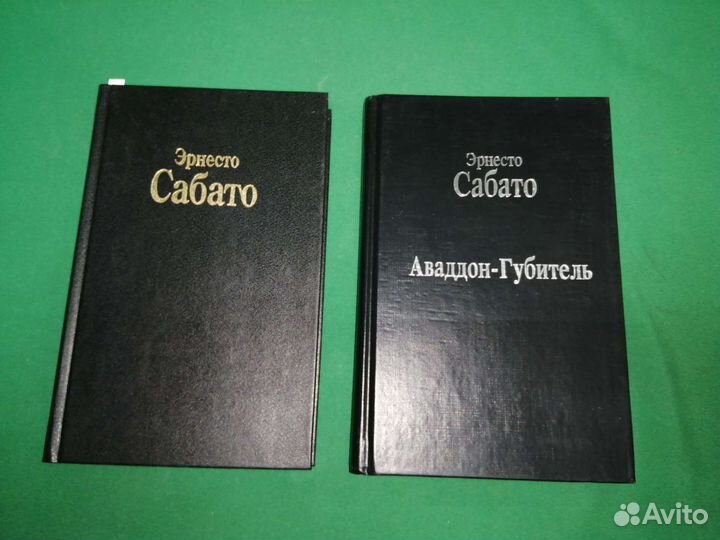 Эрнесто
Сабато
Эрнесто
Сабато
Аваддон-Губитель
Avito